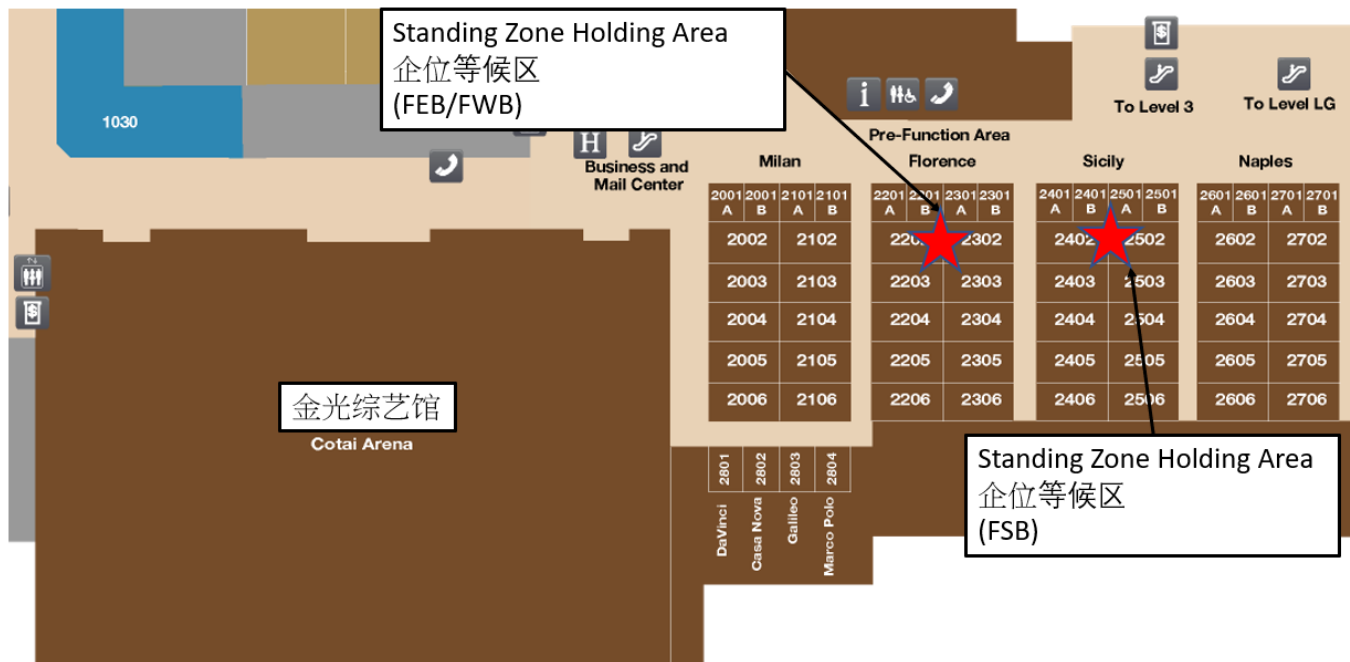 Standing Zone Holding Area
企位等候区
(FEB/FWB)
To Level 3
To Level LG
1030
H
Business and
Mail Center
Pre-Function Area
Milan
Florence
Sicily
Naples
2001 A
2001 B
2101 A
2101 B
2201 A
2201 B
2301 A
2301 B
2401 A
2401 B
2501 A
2501 B
2601 A
2601 B
2701 A
2701 B
2002
2102
2302
2402
2502
2602
2702
2003
2103
2203
2303
2403
2503
2603
2703
2004
2104
2204
2304
2404
2504
2604
2704
2005
2105
2205
2305
2405
2505
2605
2705
2006
2106
2206
2306
2406
2506
2606
2706
金光综艺馆
Cotai Arena
2801
2802
2803
2804
DaVinci
Casa Nova
Galileo
Marco Polo
Standing Zone Holding Area
企位等候区
(FSB)